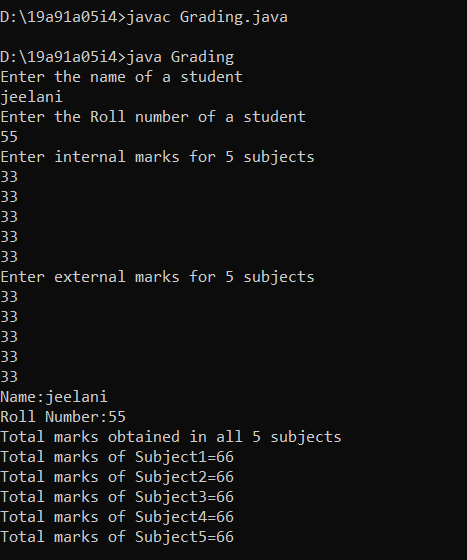 D:\19a91a05i4>javac Grading.java
D:\19a91a05i4>java Grading
Enter the name of a student
jeelani
Enter the Roll number of a student
55
Enter internal marks for 5 subjects
33
33
33
33
33
Enter external marks for 5 subjects
33
33
33
33
33
Name:jeelani
Roll Number:55
Total marks obtained in all 5 subjects
Total marks of Subject1=66
Total marks of Subject2=66
Total marks of Subject3=66
Total marks of Subject4=66
Total marks of Subject5=66